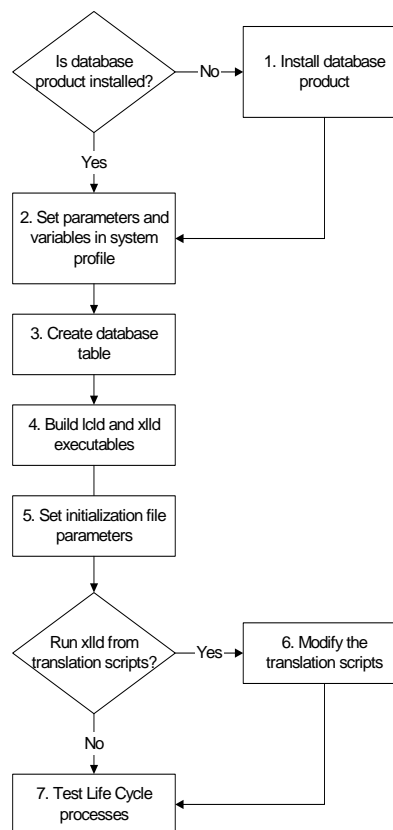 Is database
product installed?
No
1. Install database
product
Yes
2. Set parameters and
variables in system
profile
3. Create database
table
4. Build lcld and xlld
executables
5. Set initialization file
parameters
Run xlld from
translation scripts?
Yes
6. Modify the
translation scripts
No
7. Test Life Cycle
processes